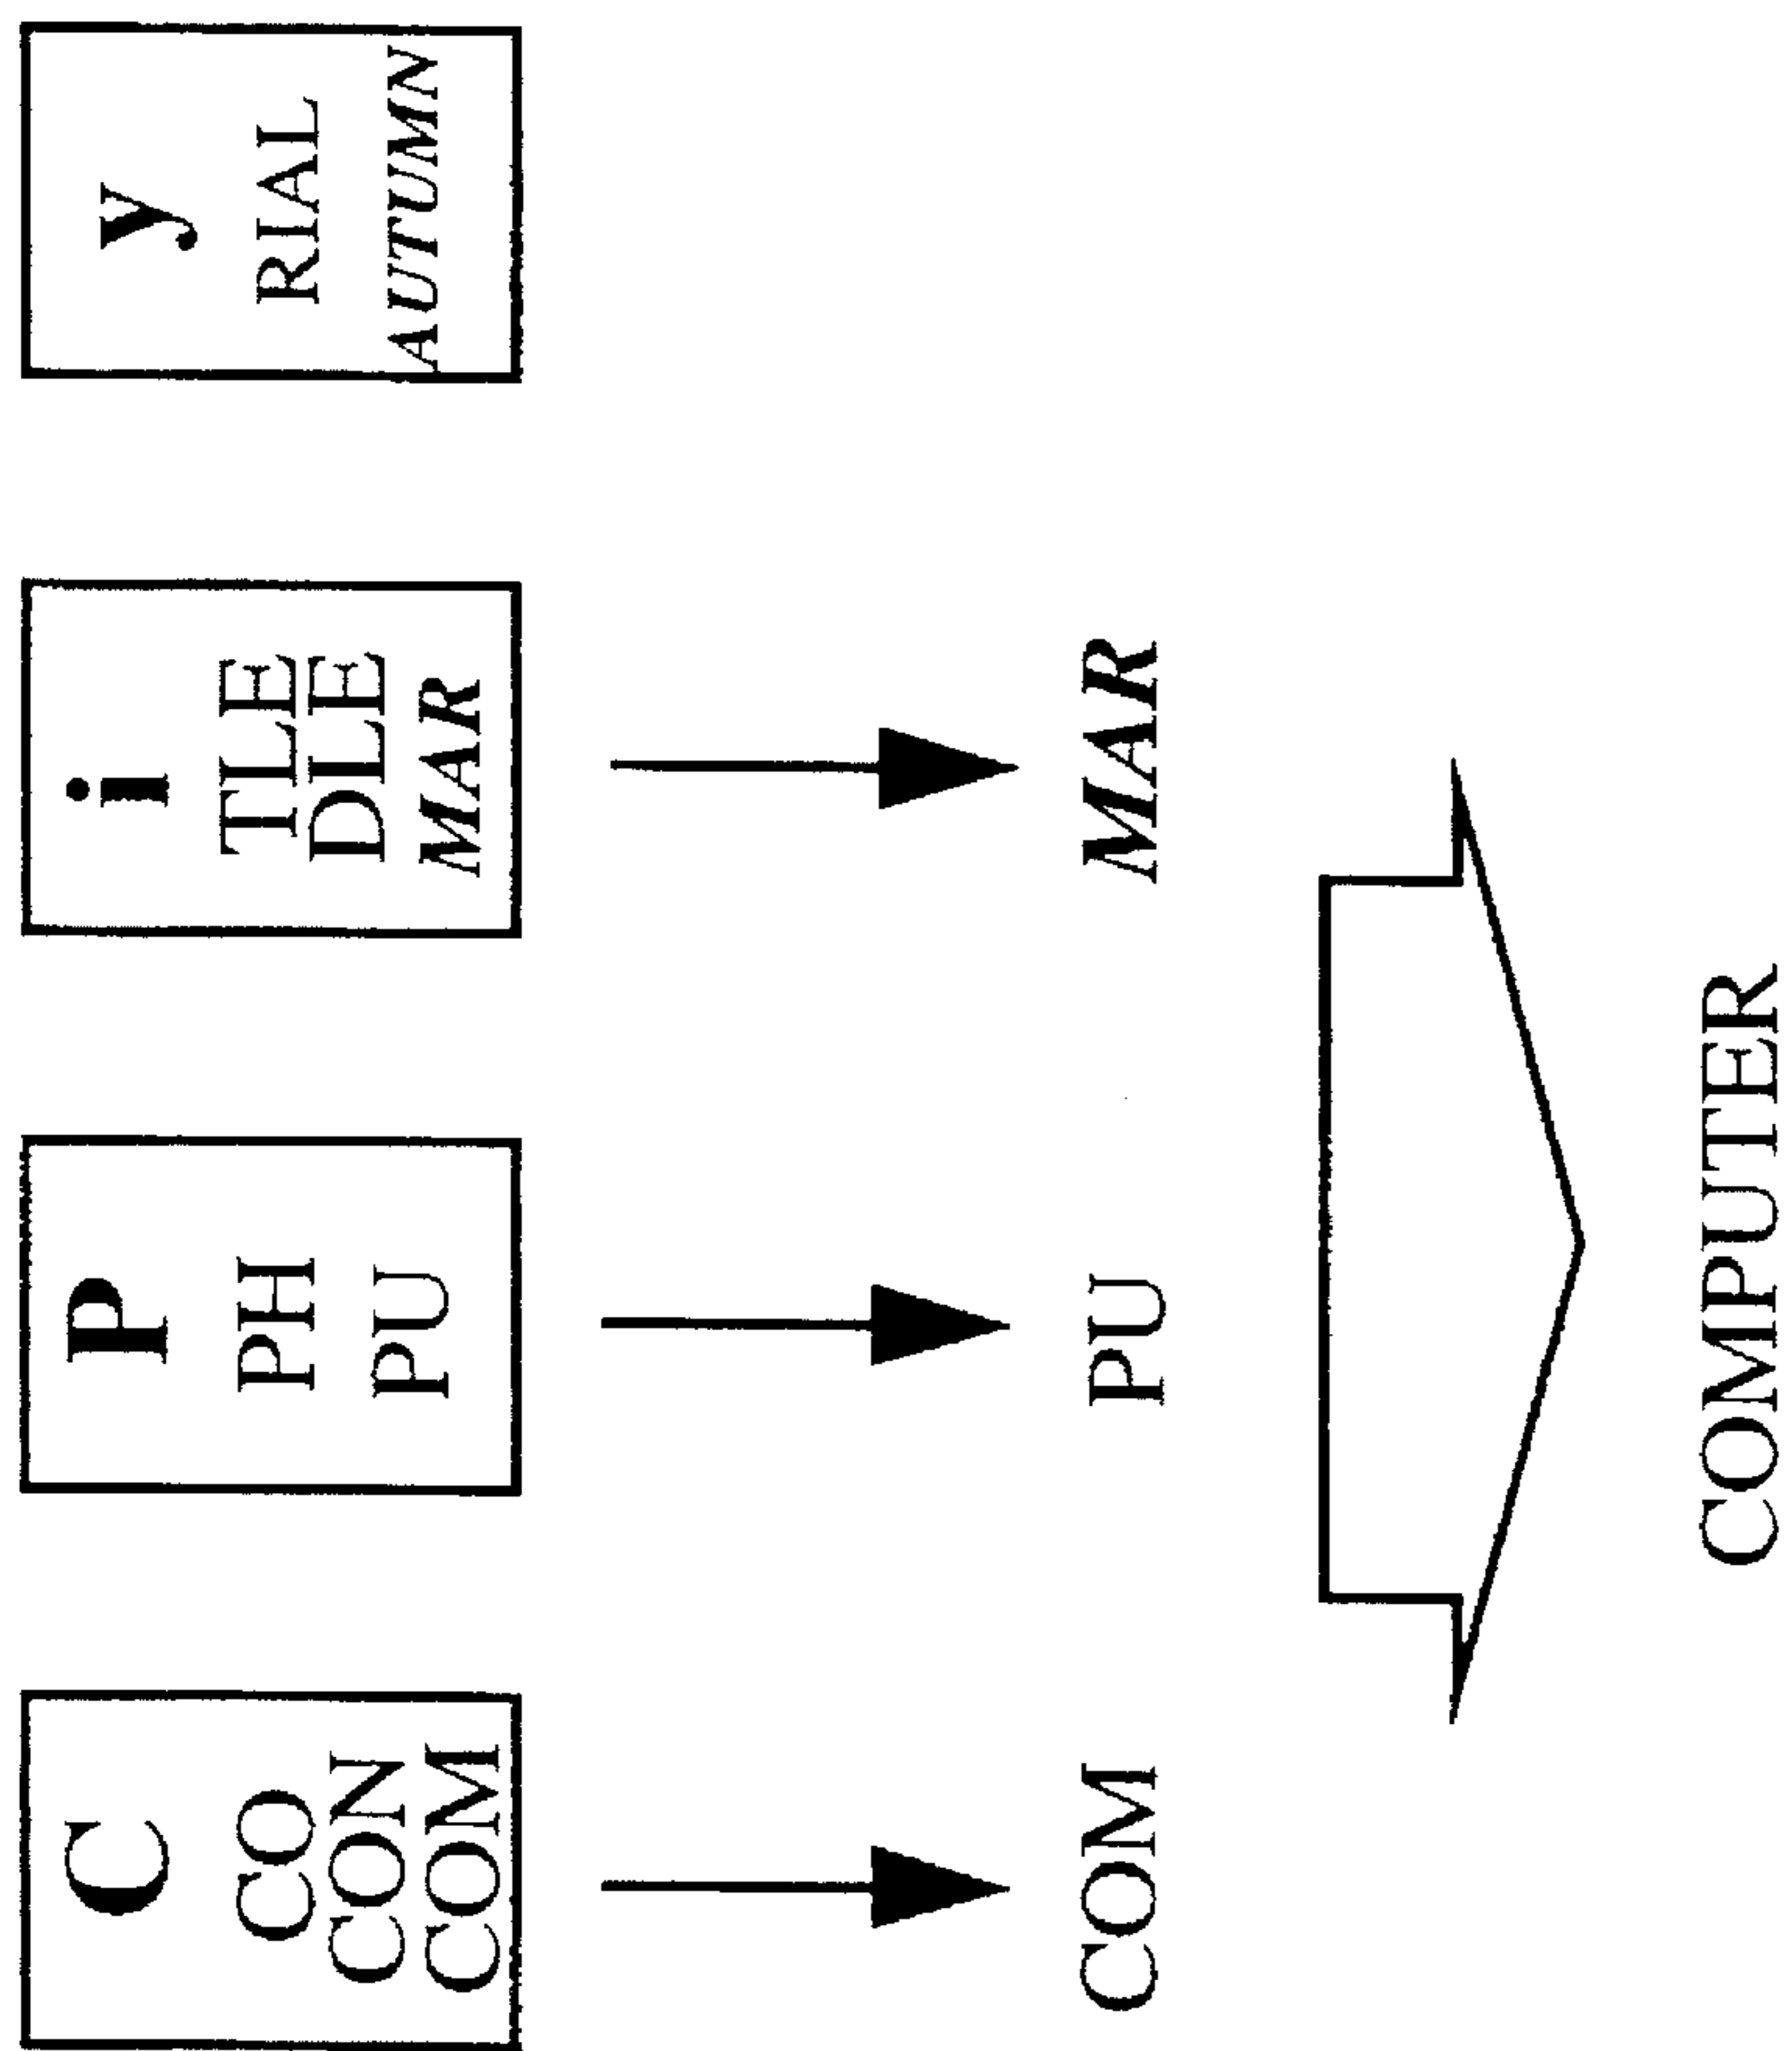 C
CO
CON
COM
P
PH
PU
i
TLE
DLE
MAR
y
RIAL
AUTUMN
COM
PU
MAR
COMPUTER